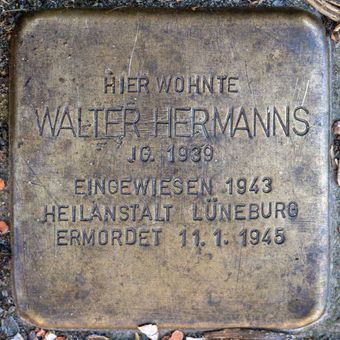 HIER WOHNTE
WALTER HERMANNS
JG. 1939
EINGEWIESEN 1943
HEILANSTALT LÜNEBURG
ERMORDET 11.1.1945